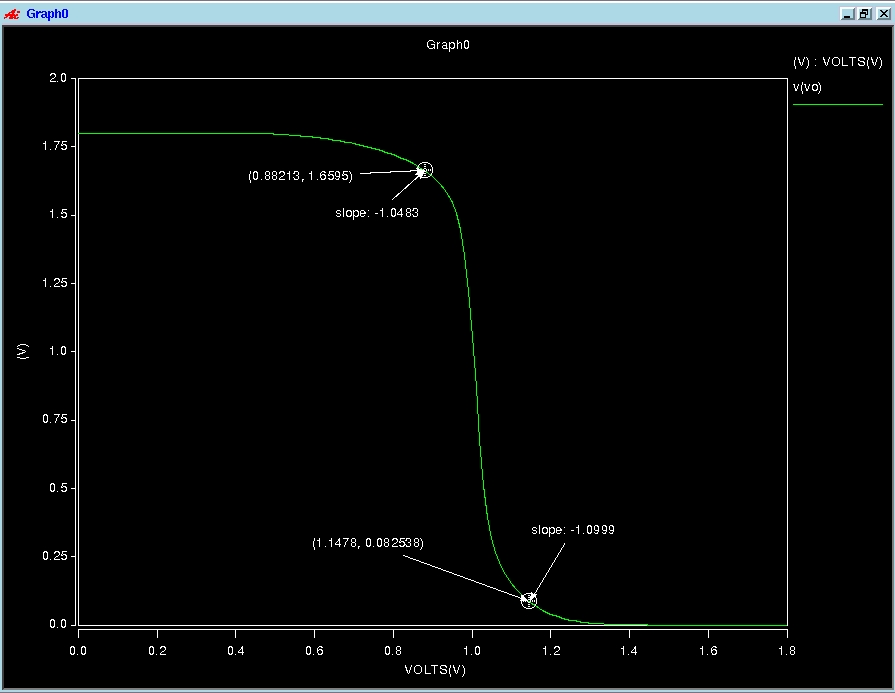 Graph0
Graph0
(V) : VOLTS(V)
v(vo)
2.0
1.75
(0.88213, 1.6595)
slope: -1.0483
1.5
1.25
(V)
1.0
0.75
0.5
slope: -1.0999
(1.1478, 0.082538)
0.25
0.0
0.0 0.2 0.4 0.6 0.8 1.0 1.2 1.4 1.6 1.8
VOLTS(V)